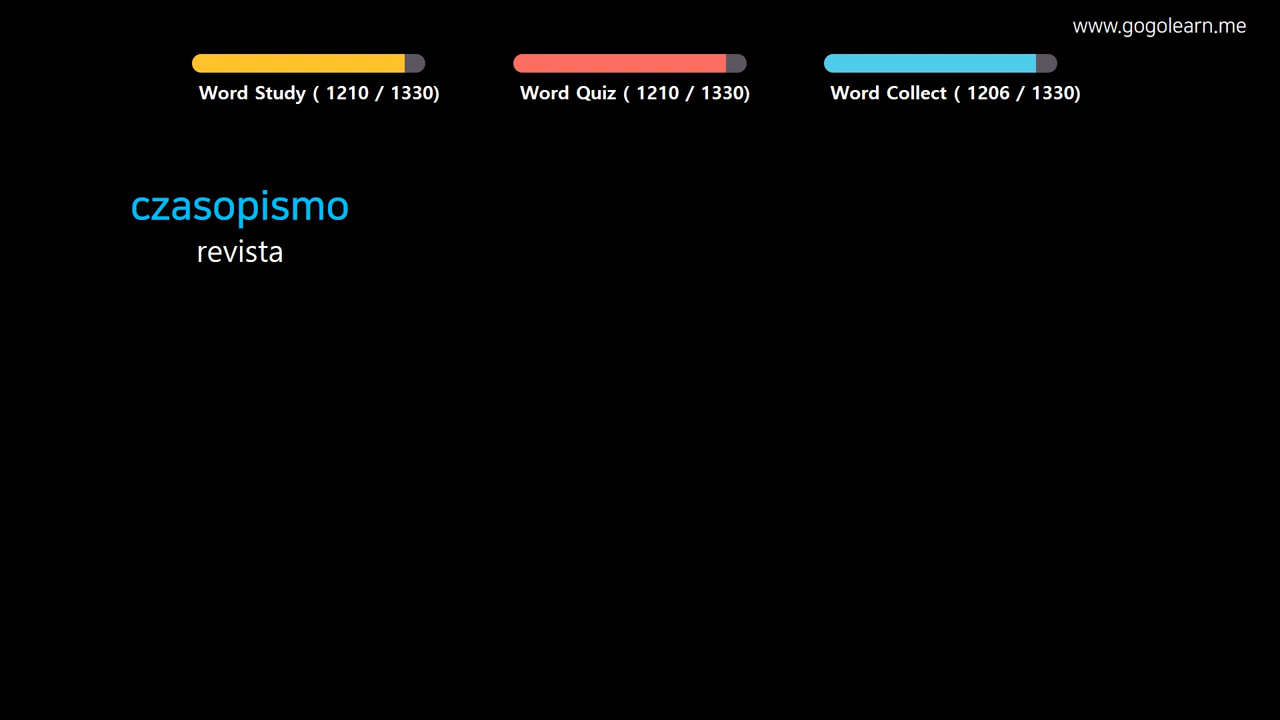 www.gogolearn.me
Word Study ( 1210 / 1330)
Word Quiz ( 1210 / 1330)
Word Collect ( 1206 / 1330)
czasopismo
revista